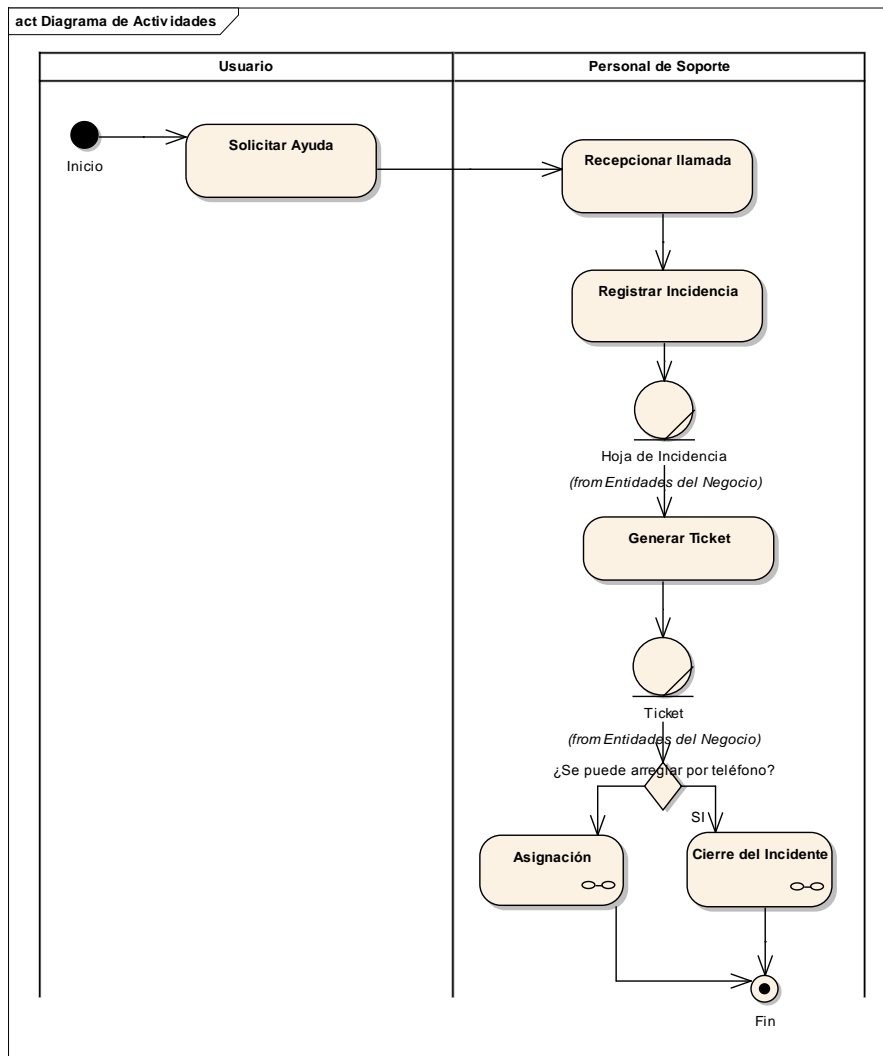 act Diagrama de Actividades
Usuario
Personal de Soporte
Inicio
Solicitar Ayuda
Recepcionar llamada
Registrar Incidencia
Hoja de Incidencia
(from Entidades del Negocio)
Generar Ticket
Ticket
(from Entidades del Negocio)
¿Se puede arreglar por teléfono?
SI
Asignación
Cierre del Incidente
Fin